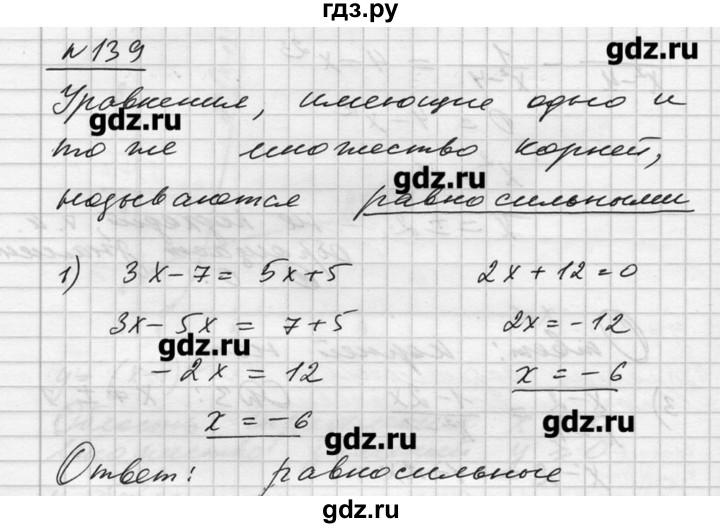 гдз.ру
gdz.ru
№139
Уравнения, имеющие одно и
gdz.ru
то же множество корней,
gdz.ru
называются равносильными
1) 3x-7= 5x+5 2x+12=0
3x-5x = 7+5 2x=-12
gdz.ru
-2x = 12 x = -6
x = -6 gdz.ru
gdz.ru
Ответ: равносильные
gdz.ru